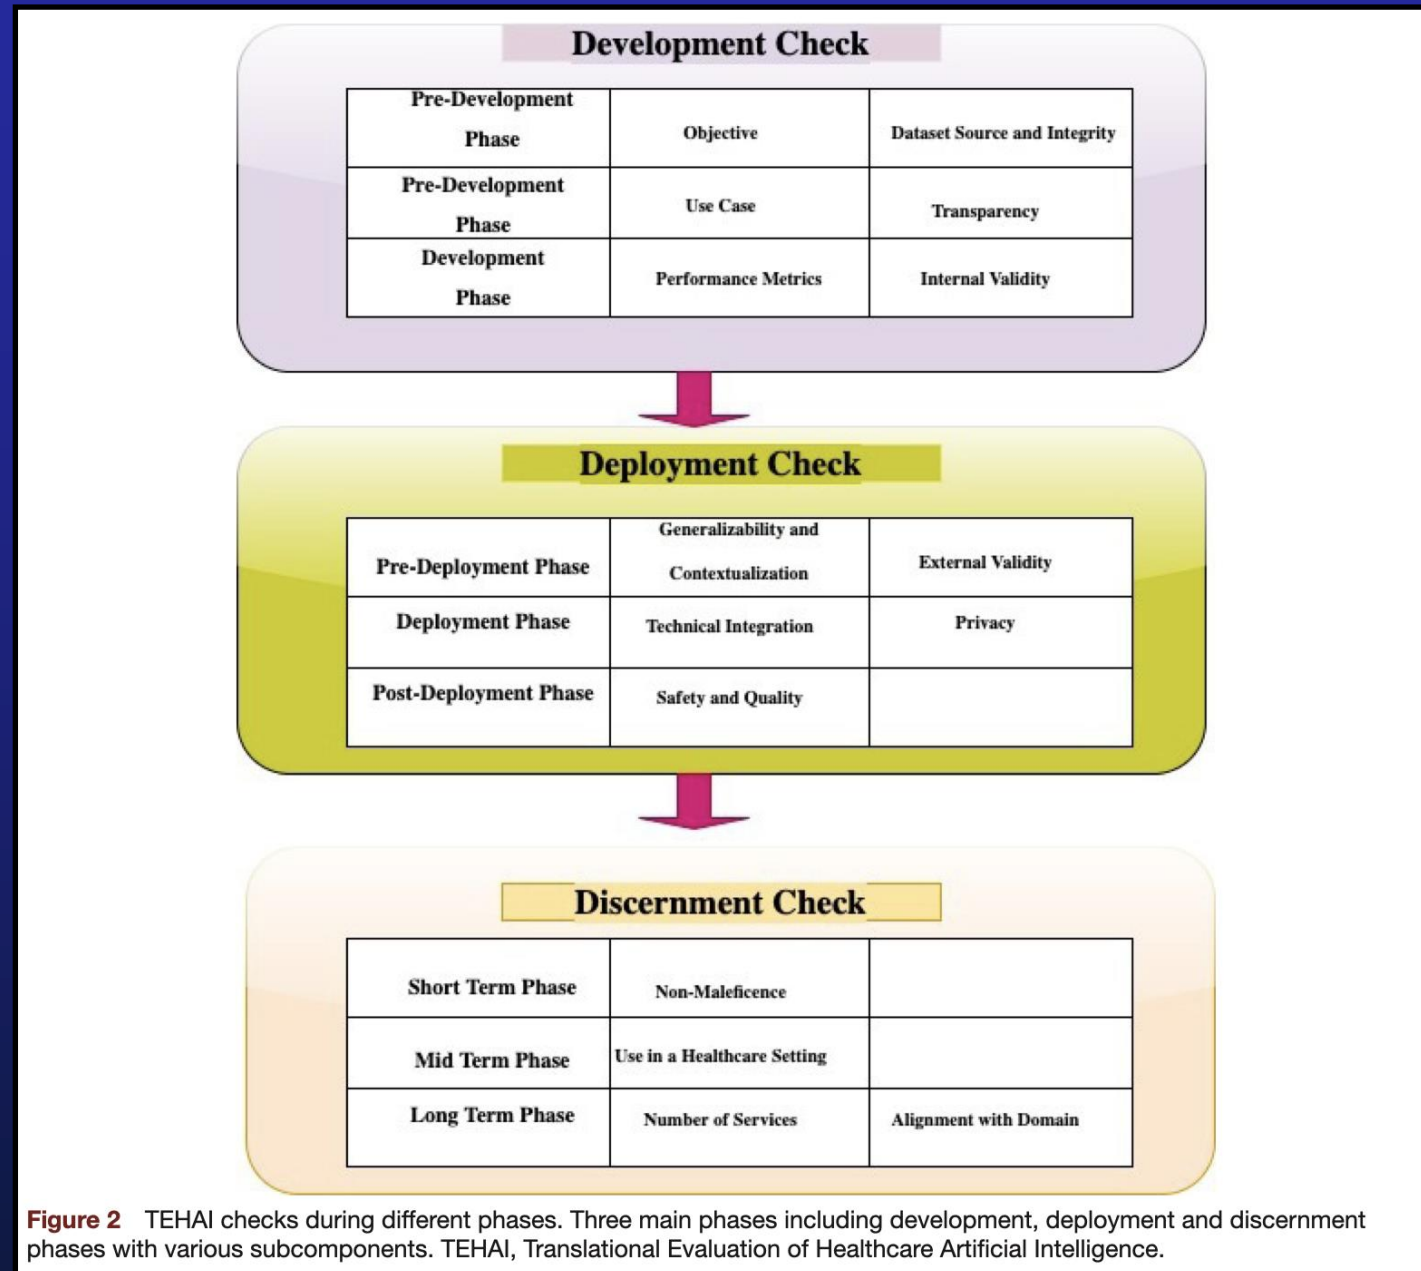 Development Check
Pre-Development
Phase
Objective
Dataset Source and Integrity
Pre-Development
Phase
Use Case
Transparency
Development
Phase
Performance Metrics
Internal Validity
Deployment Check
Pre-Deployment Phase
Generalizability and
Contextualization
External Validity
Deployment Phase
Technical Integration
Privacy
Post-Deployment Phase
Safety and Quality
Discernment Check
Short Term Phase
Non-Maleficence
Mid Term Phase
Use in a Healthcare Setting
Long Term Phase
Number of Services
Alignment with Domain
Figure 2 TEHAI checks during different phases. Three main phases including development, deployment and discernment
phases with various subcomponents. TEHAI, Translational Evaluation of Healthcare Artificial Intelligence.